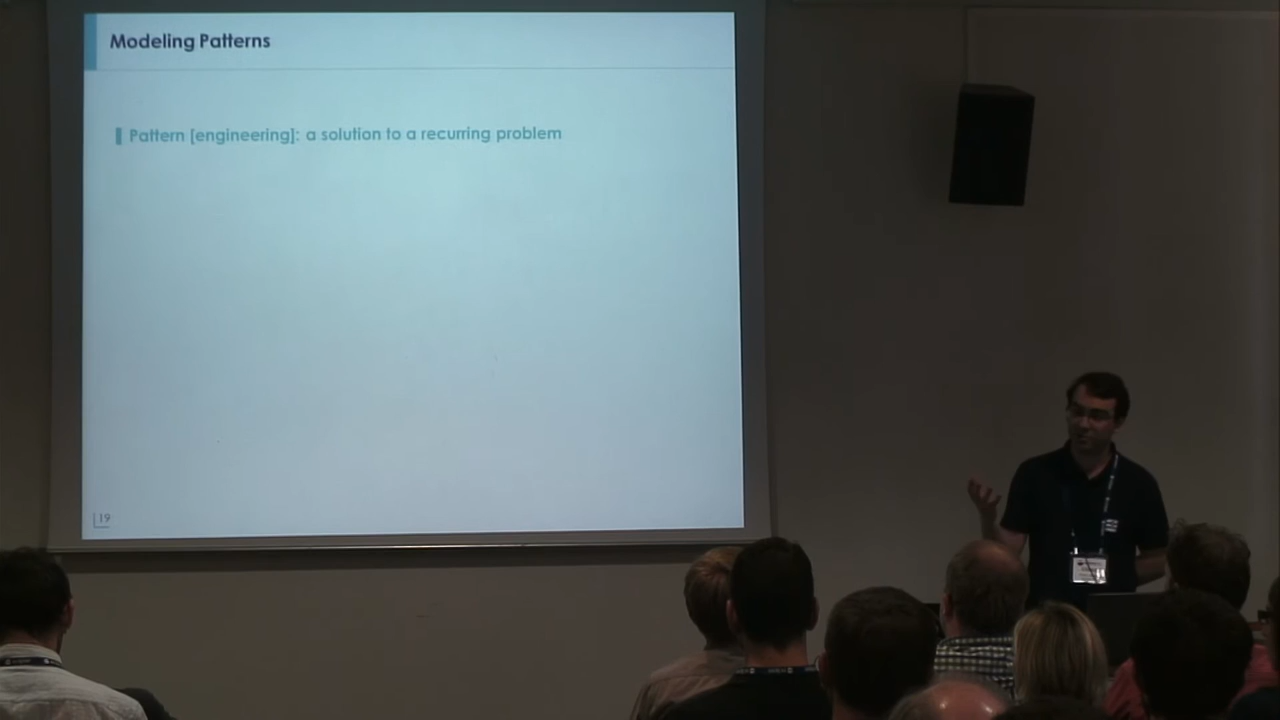 Modeling Patterns
Pattern [engineering]: a solution to a recurring problem
19